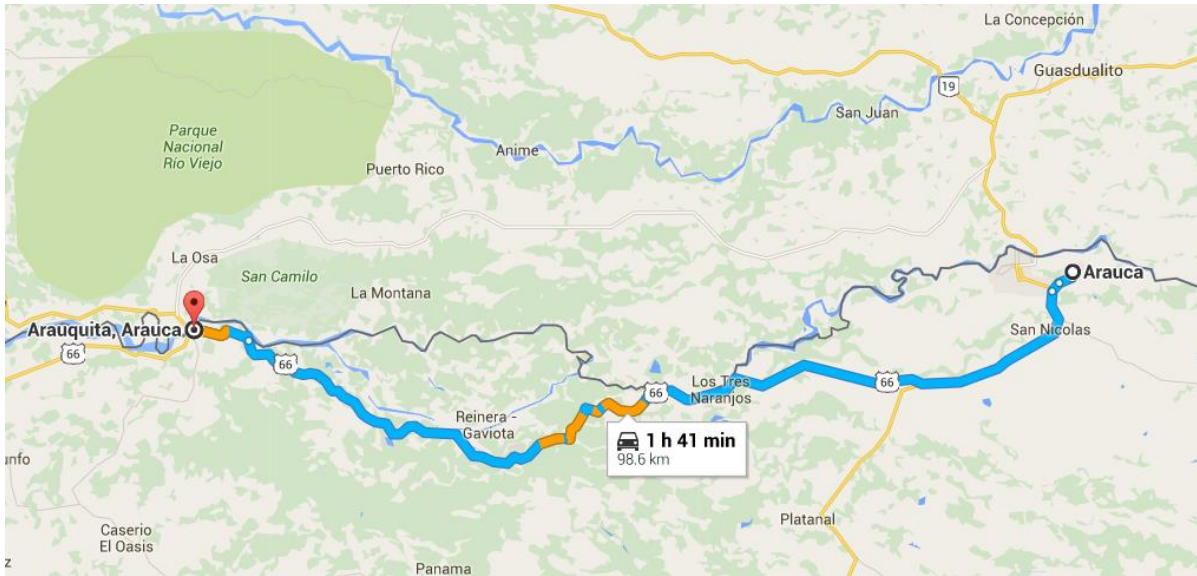 La Concepción
Guasdualito
19
San Juan
Parque
Nacional
Río Viejo
Anime
Puerto Rico
La Osa
San Camilo
La Montana
Arauca
Arauquita, Arauca
San Nicolas
66
66
66
66
Los Tres
Naranjos
Reinera -
Gaviota
1 h 41 min
98.6 km
unfo
Platanal
Caserio
El Oasis
z
Panama